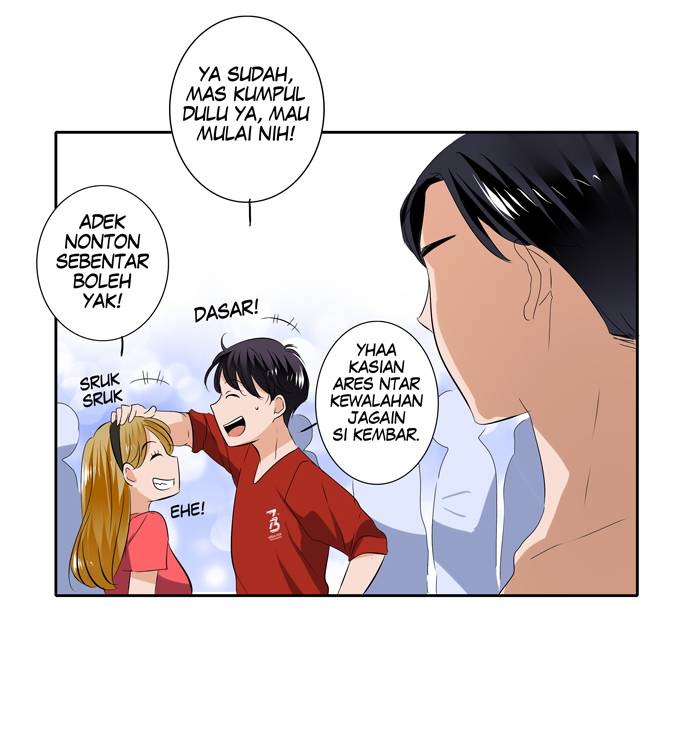 YA SUDAH,
MAS KUMPUL
DULU YA, MAU
MULAI NIH!
ADEK
NONTON
SEBENTAR
BOLEH
YAK!
DASAR!
YHAA
KASIAN
ARES NTAR
KEWALAHAN
JAGAIN
SI KEMBAR.
SRUK
SRUK
EHE!